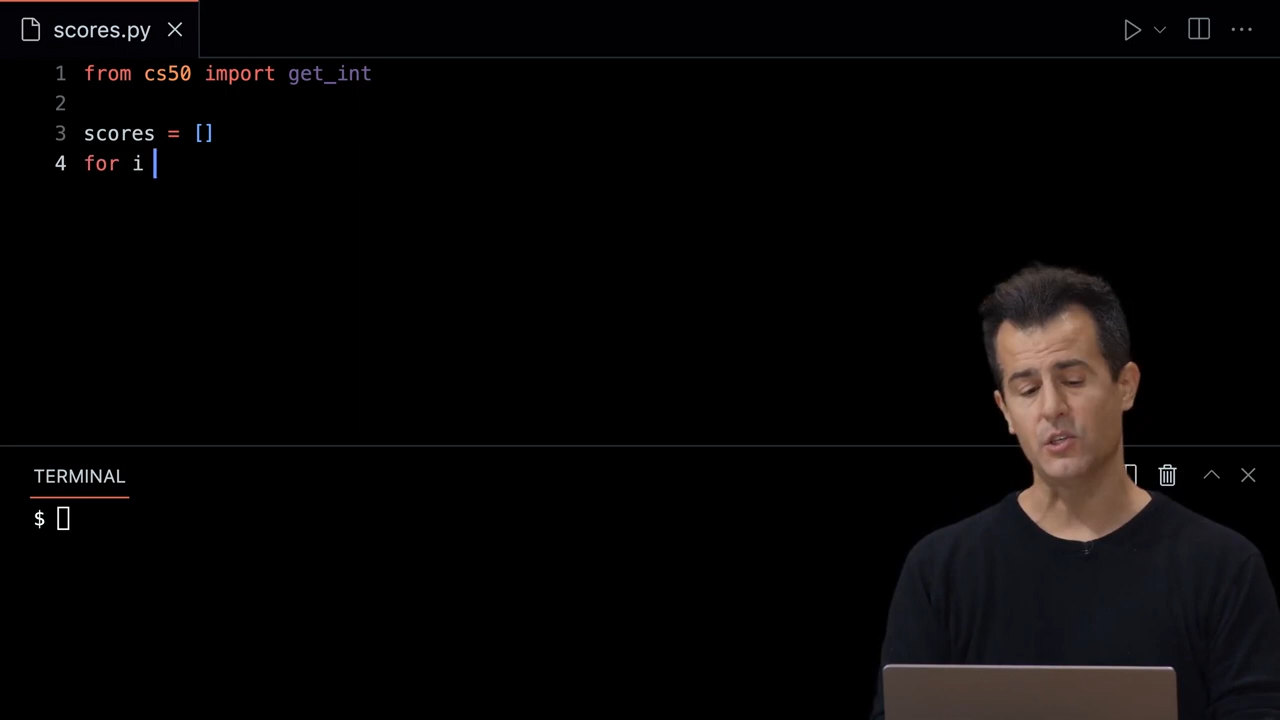 scores.py
1 from cs50 import get_int
2
3 scores = []
4 for i
TERMINAL
$